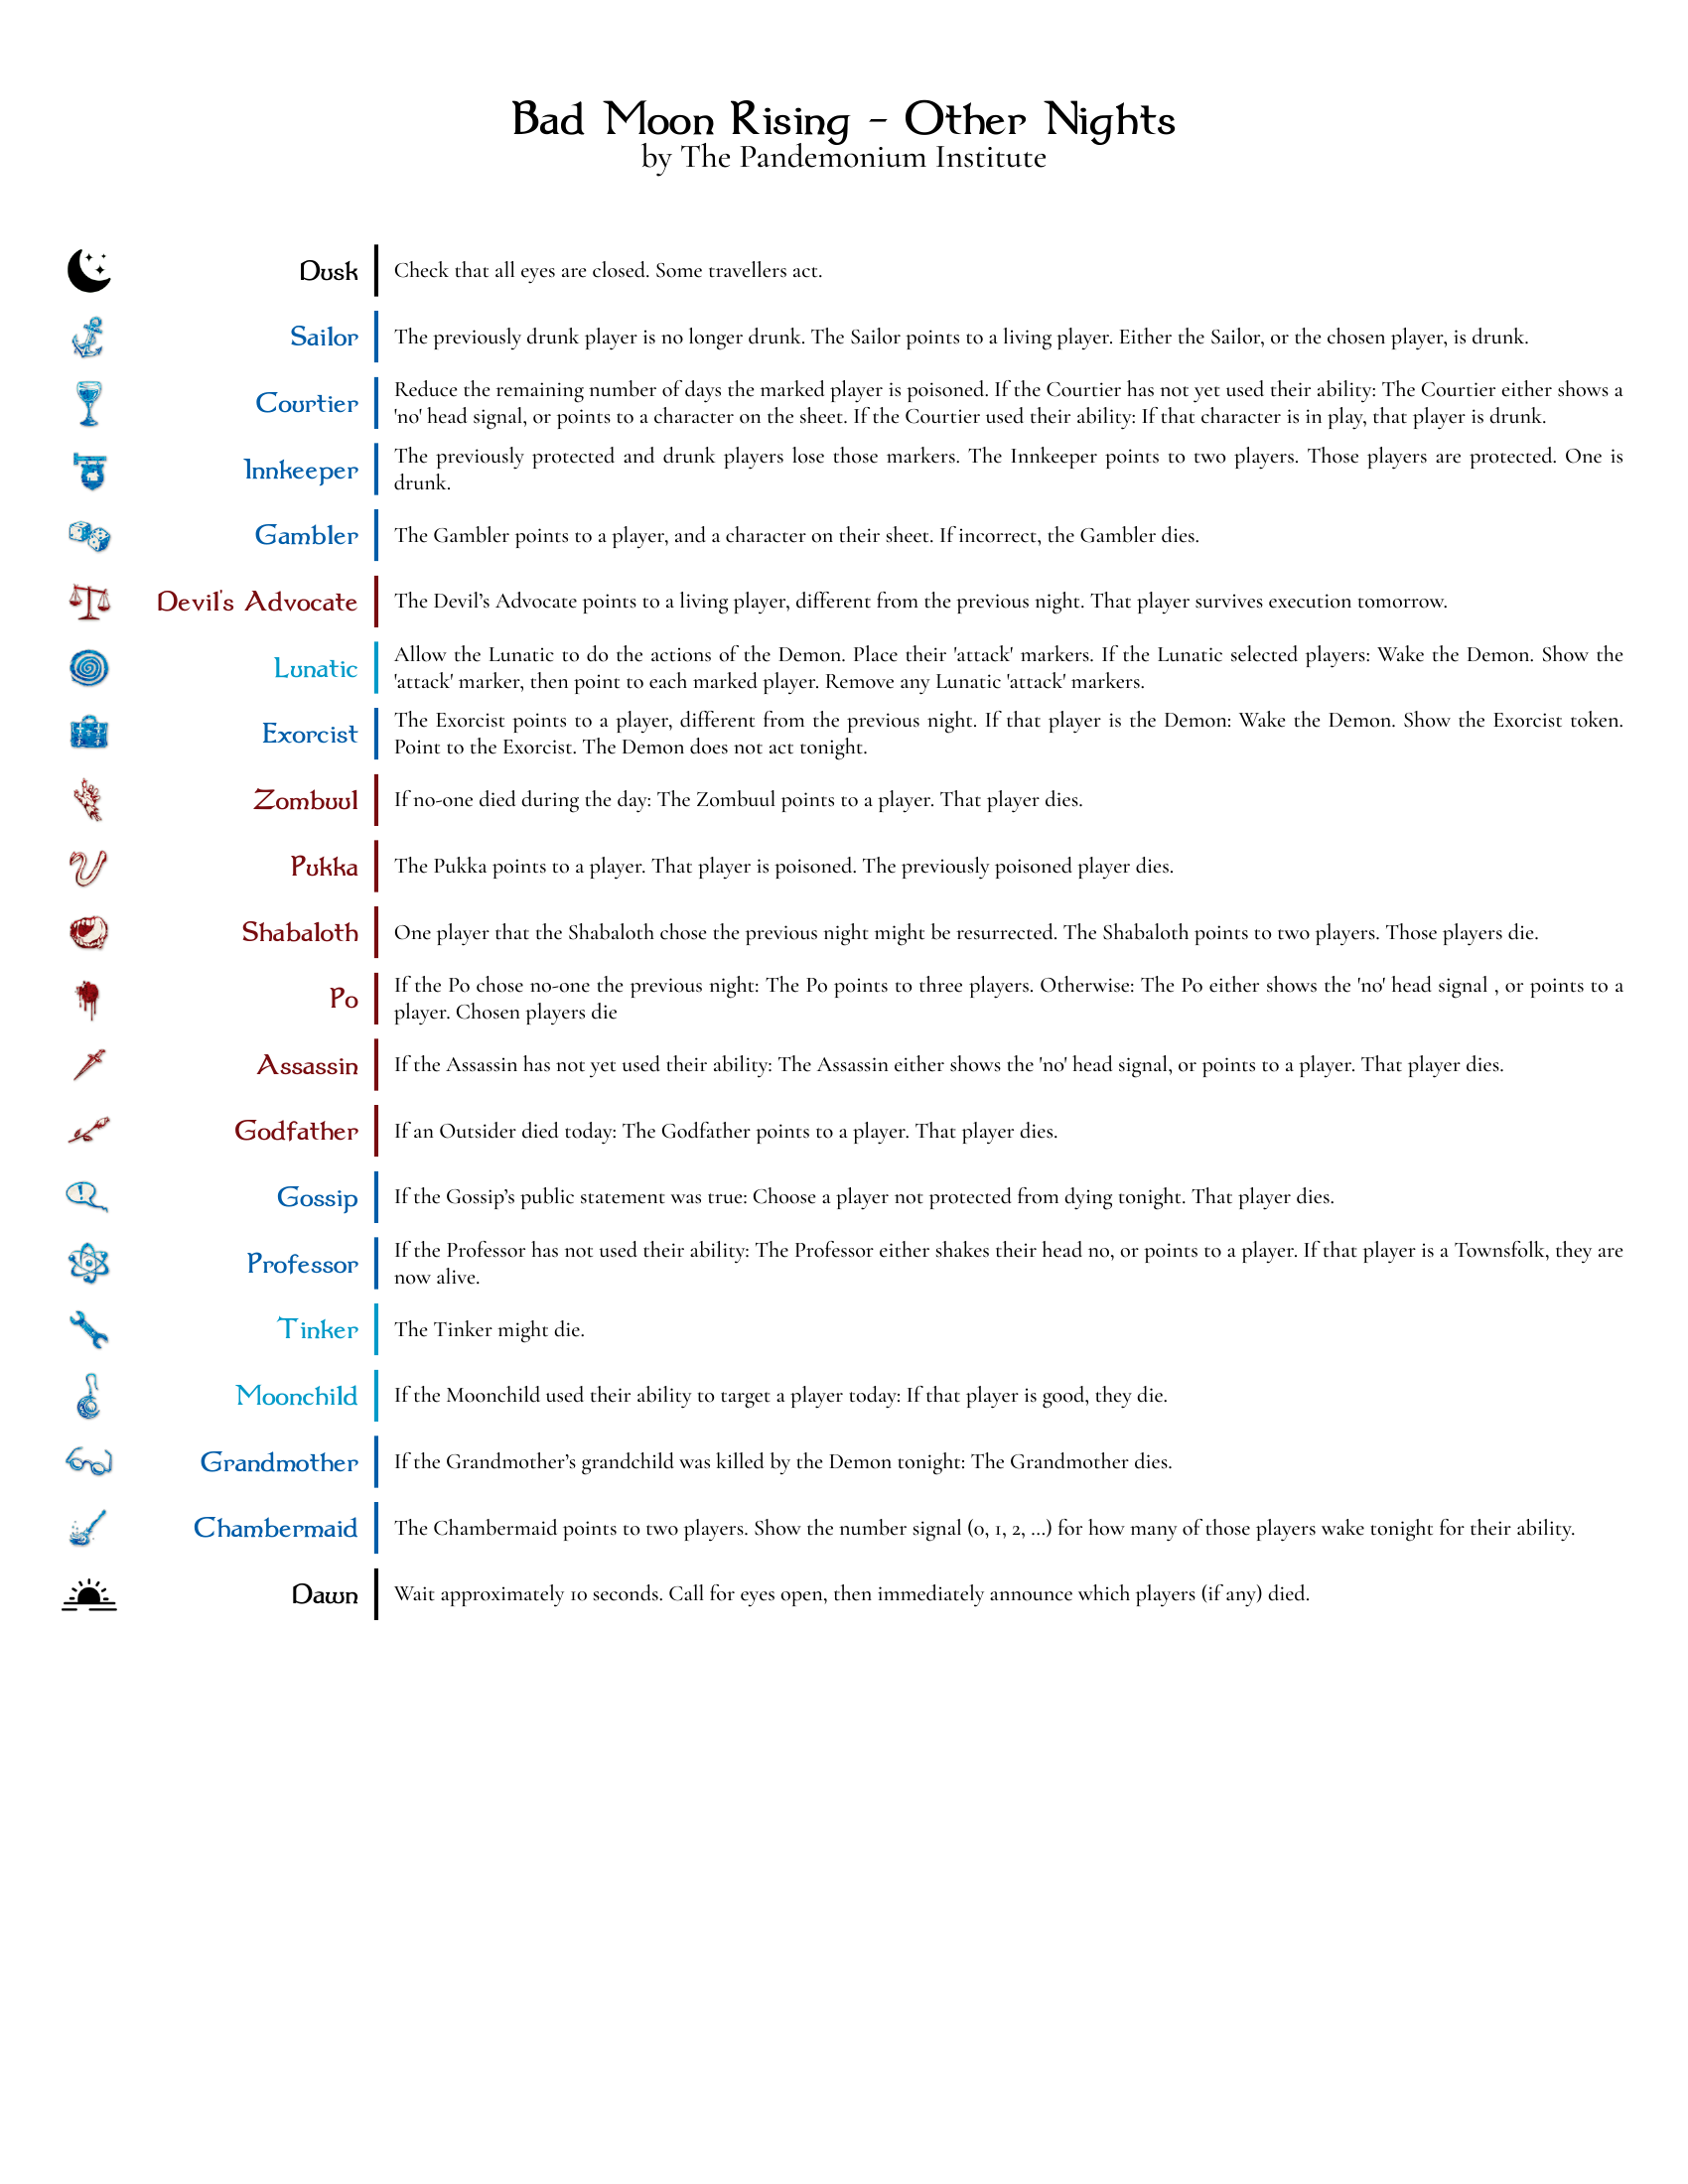 Bad Moon Rising - Other Nights
by The Pandemonium Institute
Dusk
Check that all eyes are closed. Some travellers act.
Sailor
The previously drunk player is no longer drunk. The Sailor points to a living player. Either the Sailor, or the chosen player, is drunk.
Courtier
Reduce the remaining number of days the marked player is poisoned. If the Courtier has not yet used their ability: The Courtier either shows a
'no' head signal, or points to a character on the sheet. If the Courtier used their ability: If that character is in play, that player is drunk.
Innkeeper
The previously protected and drunk players lose those markers. The Innkeeper points to two players. Those players are protected. One is
drunk.
Gambler
The Gambler points to a player, and a character on their sheet. If incorrect, the Gambler dies.
Devil's Advocate
The Devil’s Advocate points to a living player, different from the previous night. That player survives execution tomorrow.
Lunatic
Allow the Lunatic to do the actions of the Demon. Place their 'attack' markers. If the Lunatic selected players: Wake the Demon. Show the
'attack' marker, then point to each marked player. Remove any Lunatic 'attack' markers.
Exorcist
The Exorcist points to a player, different from the previous night. If that player is the Demon: Wake the Demon. Show the Exorcist token.
Point to the Exorcist. The Demon does not act tonight.
Zombuul
If no-one died during the day: The Zombuul points to a player. That player dies.
Pukka
The Pukka points to a player. That player is poisoned. The previously poisoned player dies.
Shabaloth
One player that the Shabaloth chose the previous night might be resurrected. The Shabaloth points to two players. Those players die.
Po
If the Po chose no-one the previous night: The Po points to three players. Otherwise: The Po either shows the 'no' head signal , or points to a
player. Chosen players die
Assassin
If the Assassin has not yet used their ability: The Assassin either shows the 'no' head signal, or points to a player. That player dies.
Godfather
If an Outsider died today: The Godfather points to a player. That player dies.
Gossip
If the Gossip’s public statement was true: Choose a player not protected from dying tonight. That player dies.
Professor
If the Professor has not used their ability: The Professor either shakes their head no, or points to a player. If that player is a Townsfolk, they are
now alive.
Tinker
The Tinker might die.
Moonchild
If the Moonchild used their ability to target a player today: If that player is good, they die.
Grandmother
If the Grandmother’s grandchild was killed by the Demon tonight: The Grandmother dies.
Chambermaid
The Chambermaid points to two players. Show the number signal (0, 1, 2, ...) for how many of those players wake tonight for their ability.
Dawn
Wait approximately 10 seconds. Call for eyes open, then immediately announce which players (if any) died.